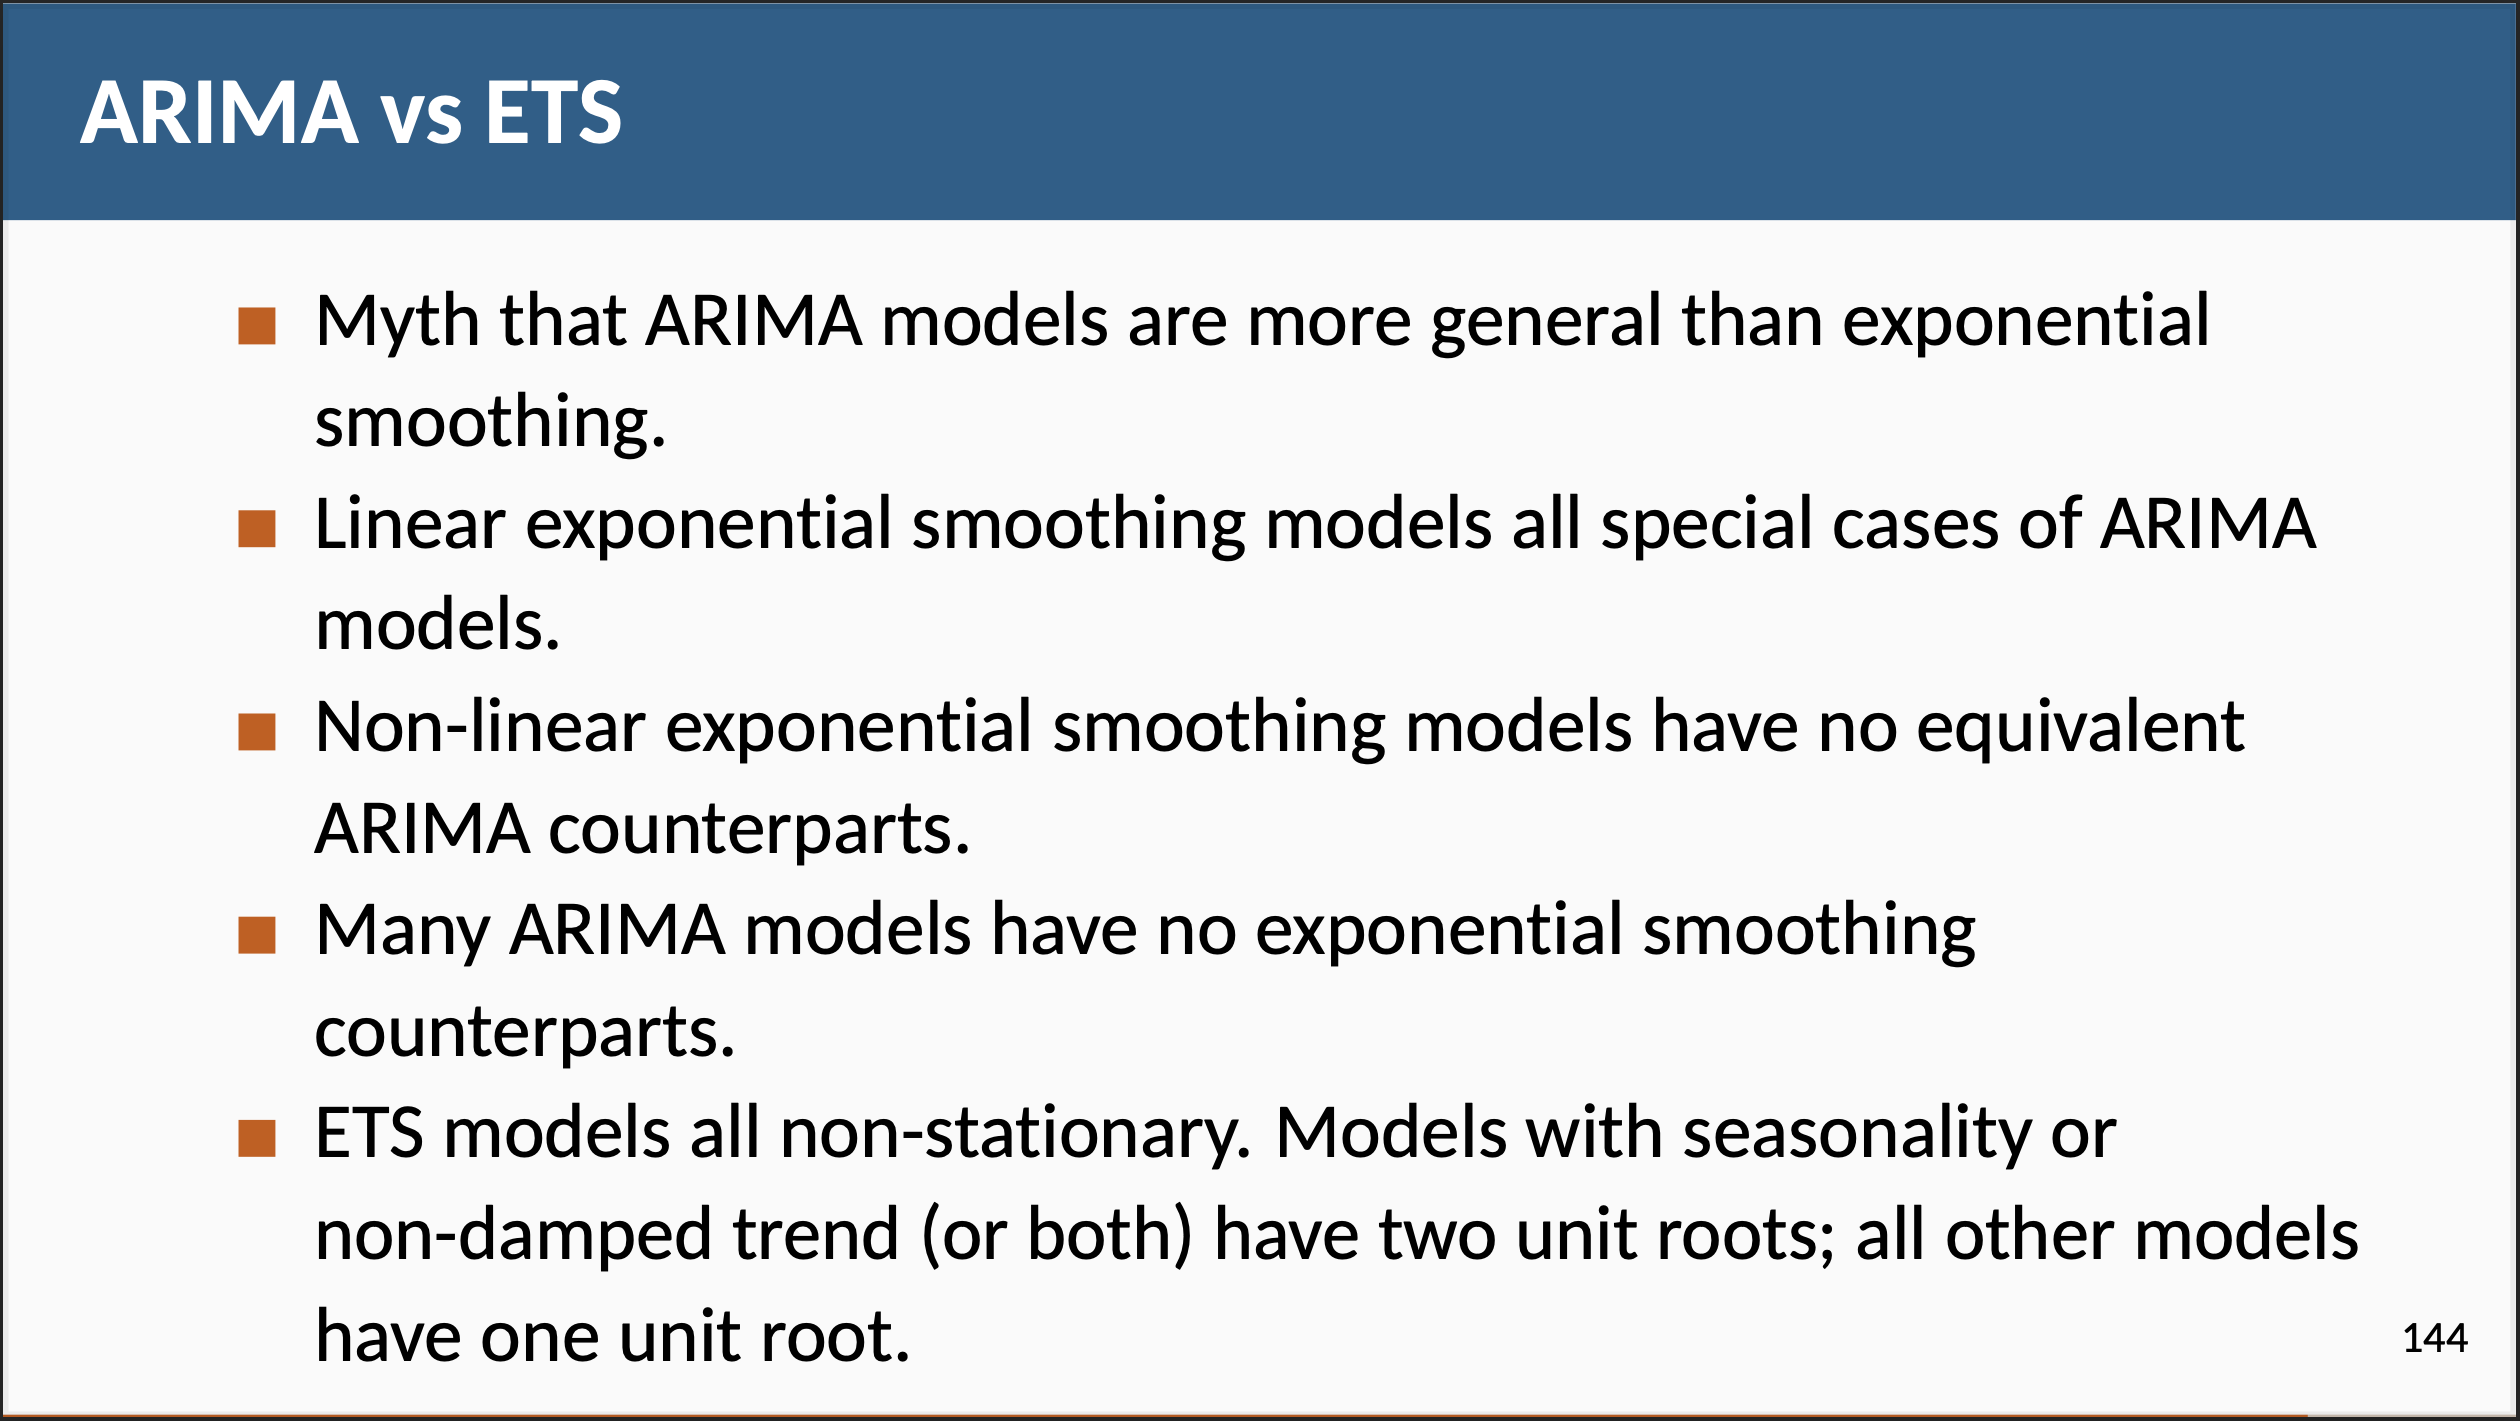 ARIMA vs ETS
Myth that ARIMA models are more general than exponential
smoothing.
Linear exponential smoothing models all special cases of ARIMA
models.
Non-linear exponential smoothing models have no equivalent
ARIMA counterparts.
Many ARIMA models have no exponential smoothing
counterparts.
ETS models all non-stationary. Models with seasonality or
non-damped trend (or both) have two unit roots; all other models
have one unit root.
144